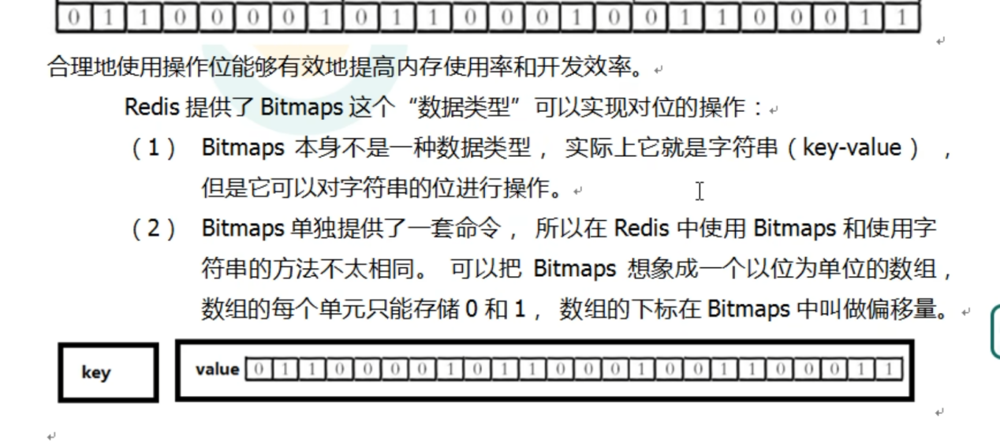 0 1 1 0 0 0 0 1 0 1 1 0 0 0 1 0 0 1 1 0 0 0 1 1
合理地使用操作位能够有效地提高内存使用率和开发效率。
Redis 提供了 Bitmaps 这个“数据类型”可以实现对位的操作：
（1） Bitmaps 本身不是一种数据类型， 实际上它就是字符串（key-value） ，
但是它可以对字符串的位进行操作。
（2） Bitmaps 单独提供了一套命令， 所以在 Redis 中使用 Bitmaps 和使用字
符串的方法不太相同。 可以把 Bitmaps 想象成一个以位为单位的数组，
数组的每个单元只能存储 0 和 1， 数组的下标在 Bitmaps 中叫做偏移量。
key value 0 1 1 0 0 0 0 1 0 1 1 0 0 0 1 0 0 1 1 0 0 0 1 1